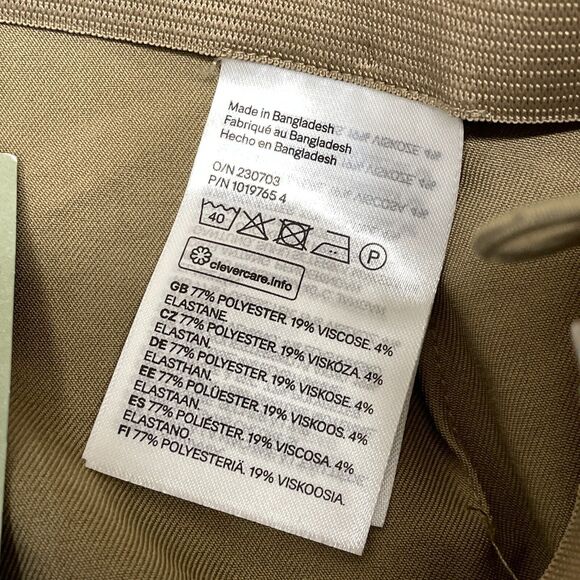 Made in Bangladesh
Fabriqué au Bangladesh
Hecho en Bangladesh
O/N 230703
P/N 1019765 4
40 P
clevercare.info
GB 77% POLYESTER. 19% VISCOSE. 4%
ELASTANE.
CZ 77% POLYESTER. 19% VISKÓZA. 4%
ELASTAN.
DE 77% POLYESTER. 19% VISKOSE. 4%
ELASTHAN.
EE 77% POLÜESTER. 19% VISKOOS. 4%
ELASTAAN.
ES 77% POLIÉSTER. 19% VISCOSA. 4%
ELASTANO.
FI 77% POLYESTERIÄ. 19% VISKOOSIA.